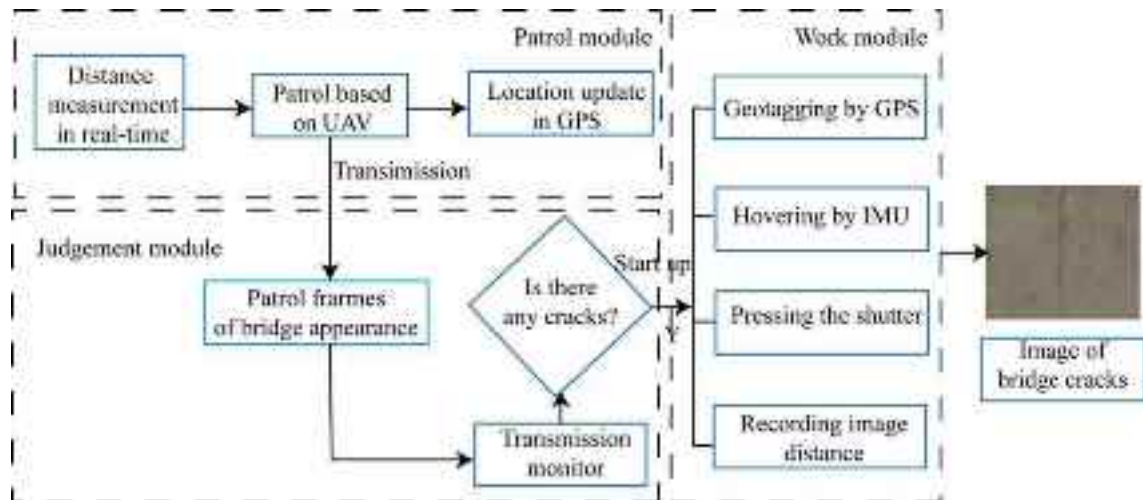 Patrol module
Distance
measurement
in real-time
Patrol based
on UAV
Location update
in GPS
Transimission
Judgement module
Patrol frarmes
of bridge appearance
Transmission
monitor
Is there
any cracks?
Start up
Y
Work module
Geotagging by GPS
Hovering by IMU
Pressing the shutter
Recording image
distance
Image of
bridge cracks